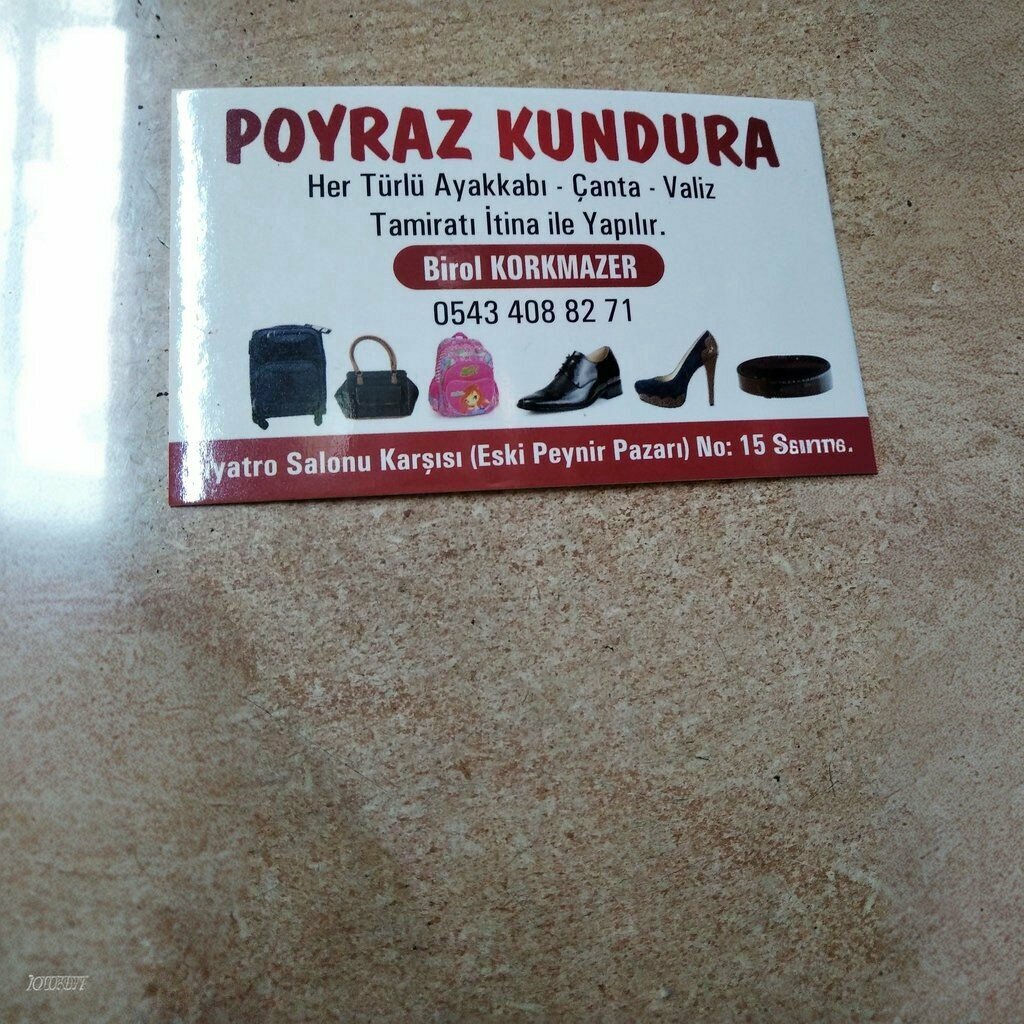 POYRAZ KUNDURA
Her Türlü Ayakkabı - Çanta - Valiz
Tamiratı İtina ile Yapılır.
Birol KORKMAZER
0543 408 82 71
Salonu Karşısı (Eski Peynir Pazarı) No: 15